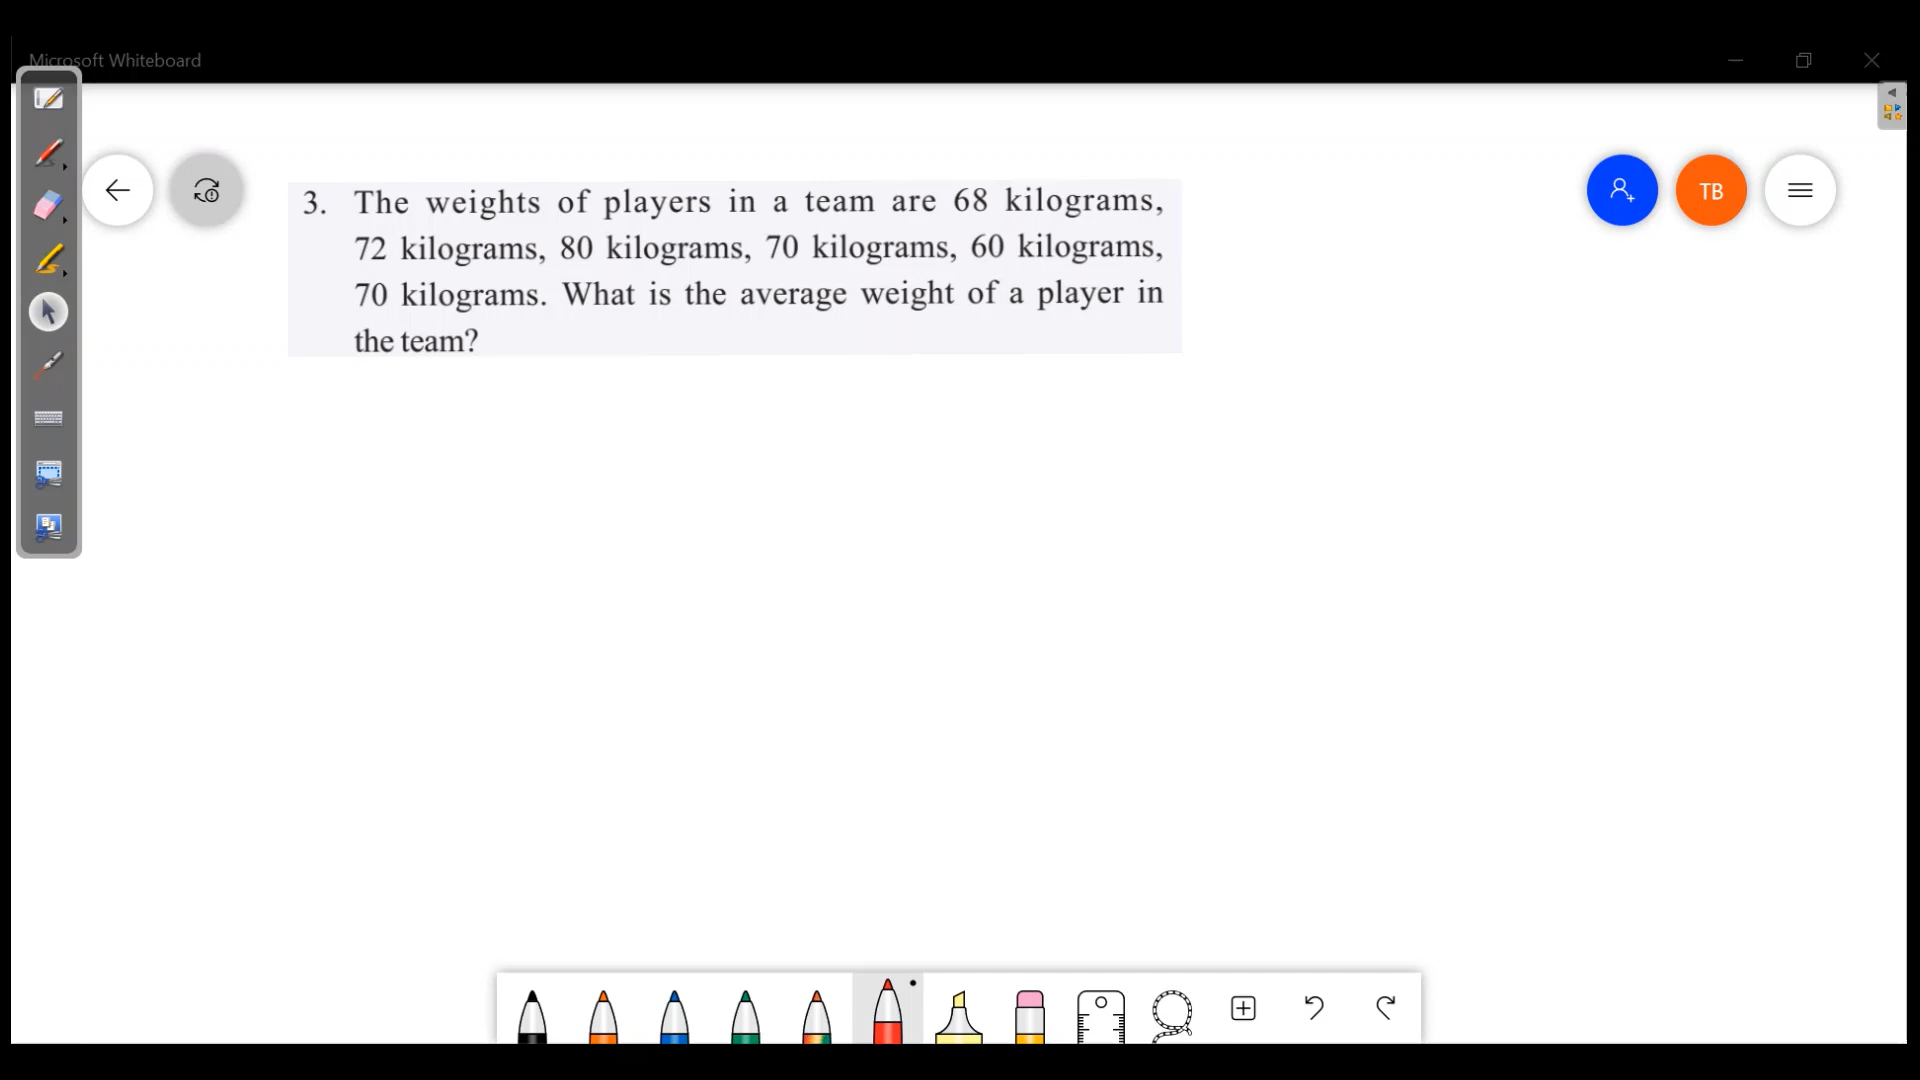 Microsoft Whiteboard
TB
3. The weights of players in a team are 68 kilograms,
72 kilograms, 80 kilograms, 70 kilograms, 60 kilograms,
70 kilograms. What is the average weight of a player in
the team?